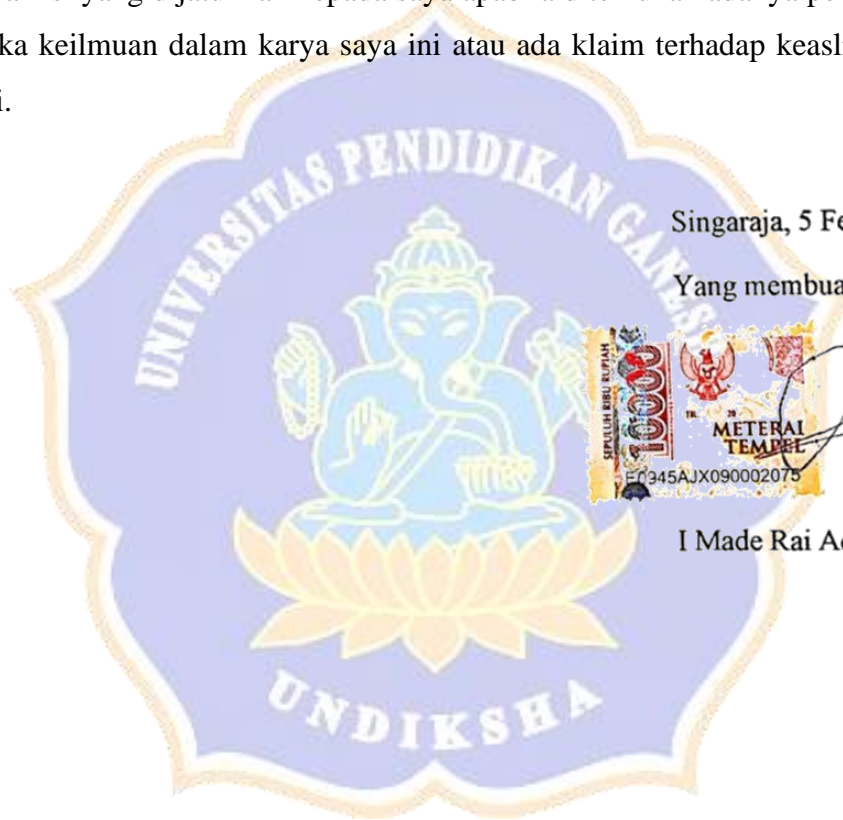 ka keilmuan dalam karya saya ini atau ada klaim terhadap keasl
i.
UNIVERSITAS PENDIDIKAN GANESHA
Singaraja, 5 Fe
Yang membua
SEPULUH RIBU RUPIAH
10000
METERAI
TEMPEL
E0945AJX090002075
I Made Rai A
UNDIKSHA